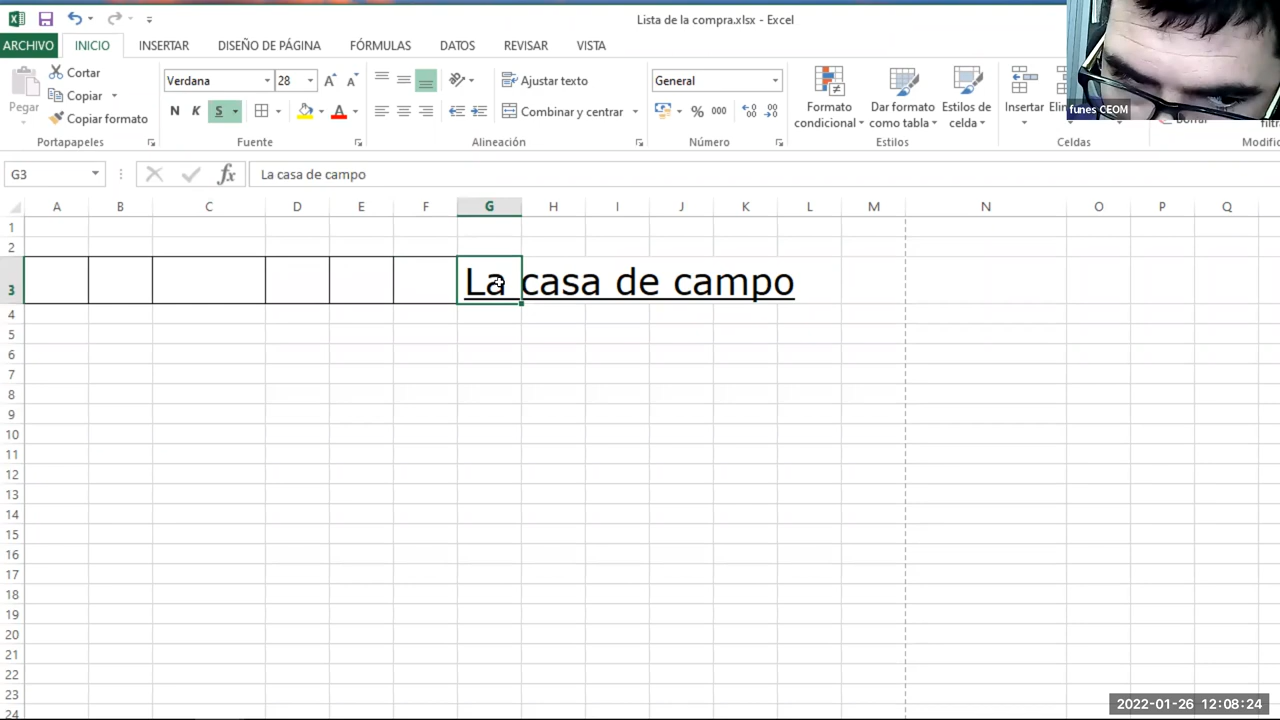 Lista de la compra.xlsx - Excel
ARCHIVO INICIO INSERTAR DISEÑO DE PÁGINA FÓRMULAS DATOS REVISAR VISTA
Pegar
Cortar
Copiar
Copiar formato
Portapapeles
Verdana 28
N K S A
Fuente
Ajustar texto
Combinar y centrar
Alineación
General
% 000
Número
Formato condicional
Dar formato como tabla
Estilos de celda
Estilos
Insertar
Celdas
funes CEOM
G3 fx La casa de campo
A B C D E F G H I J K L M N O P Q
1
2
3 La casa de campo
4
5
6
7
8
9
10
11
12
13
14
15
16
17
18
19
20
21
22
23
24
2022-01-26 12:08:24